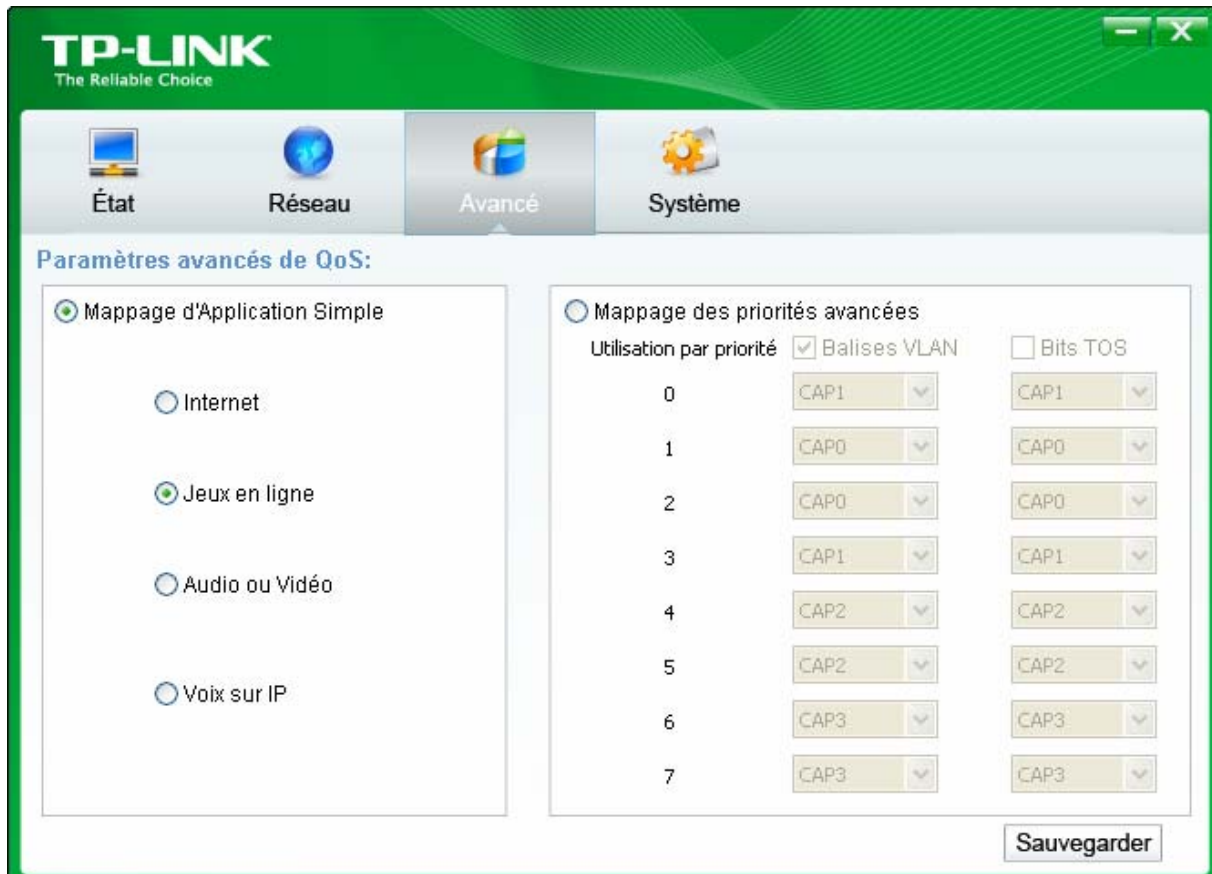 TP-LINK
The Reliable Choice
État Réseau Avancé Système
Paramètres avancés de QoS:
Mappage d'Application Simple
Internet
Jeux en ligne
Audio ou Vidéo
Voix sur IP
Mappage des priorités avancées
Utilisation par priorité Balises VLAN Bits TOS
0 CAP1 CAP1
1 CAP0 CAP0
2 CAP0 CAP0
3 CAP1 CAP1
4 CAP2 CAP2
5 CAP2 CAP2
6 CAP3 CAP3
7 CAP3 CAP3
Sauvegarder